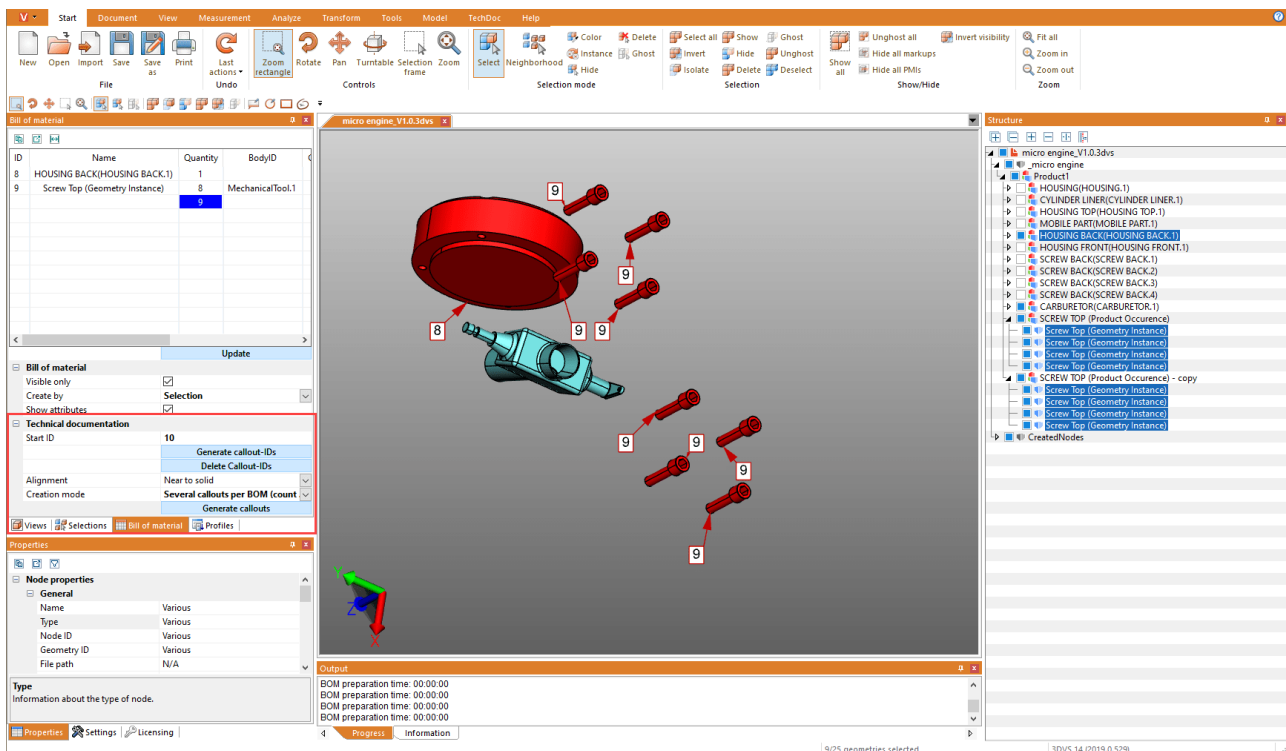 V Start Document View Measurement Analyze Transform Tools Model TechDoc Help
New Open Import Save Save as Print
File
Last actions
Undo
Zoom rectangle Rotate Pan Turntable Selection frame Zoom
Controls
Select Neighborhood
Color Delete
Instance Ghost
Hide
Selection mode
Select all Show Ghost
Invert Hide Unghost
Isolate Delete Deselect
Selection
Show all
Unghost all Invert visibility
Hide all markups
Hide all PMIs
Show/Hide
Fit all
Zoom in
Zoom out
Zoom
Bill of material
ID Name Quantity BodyID
8 HOUSING BACK(HOUSING BACK.1) 1
9 Screw Top (Geometry Instance) 8 MechanicalTool.1
9
Update
Bill of material
Visible only
Create by Selection
Show attributes
Technical documentation
Start ID 10
Generate callout-IDs
Delete Callout-IDs
Alignment Near to solid
Creation mode Several callouts per BOM (count
Generate callouts
Views Selections Bill of material Profiles
Properties
Node properties
General
Name Various
Type Various
Node ID Various
Geometry ID Various
File path N/A
Type
Information about the type of node.
Properties Settings Licensing
micro engine_V1.0.3dvs
9
9
9
8
9
9
9
9
9
9
Y
Z
X
Output
BOM preparation time: 00:00:00
BOM preparation time: 00:00:00
BOM preparation time: 00:00:00
BOM preparation time: 00:00:00
Progress Information
Structure
micro engine_V1.0.3dvs
_micro engine
Product1
HOUSING(HOUSING.1)
CYLINDER LINER(CYLINDER LINER.1)
HOUSING TOP(HOUSING TOP.1)
MOBILE PART(MOBILE PART.1)
HOUSING BACK(HOUSING BACK.1)
HOUSING FRONT(HOUSING FRONT.1)
SCREW BACK(SCREW BACK.1)
SCREW BACK(SCREW BACK.2)
SCREW BACK(SCREW BACK.3)
SCREW BACK(SCREW BACK.4)
CARBURETOR(CARBURETOR.1)
SCREW TOP (Product Occurence)
Screw Top (Geometry Instance)
Screw Top (Geometry Instance)
Screw Top (Geometry Instance)
Screw Top (Geometry Instance)
SCREW TOP (Product Occurence) - copy
Screw Top (Geometry Instance)
Screw Top (Geometry Instance)
Screw Top (Geometry Instance)
Screw Top (Geometry Instance)
CreatedNodes
9/25 geometries selected
3DVS 14 (2019.0.529)